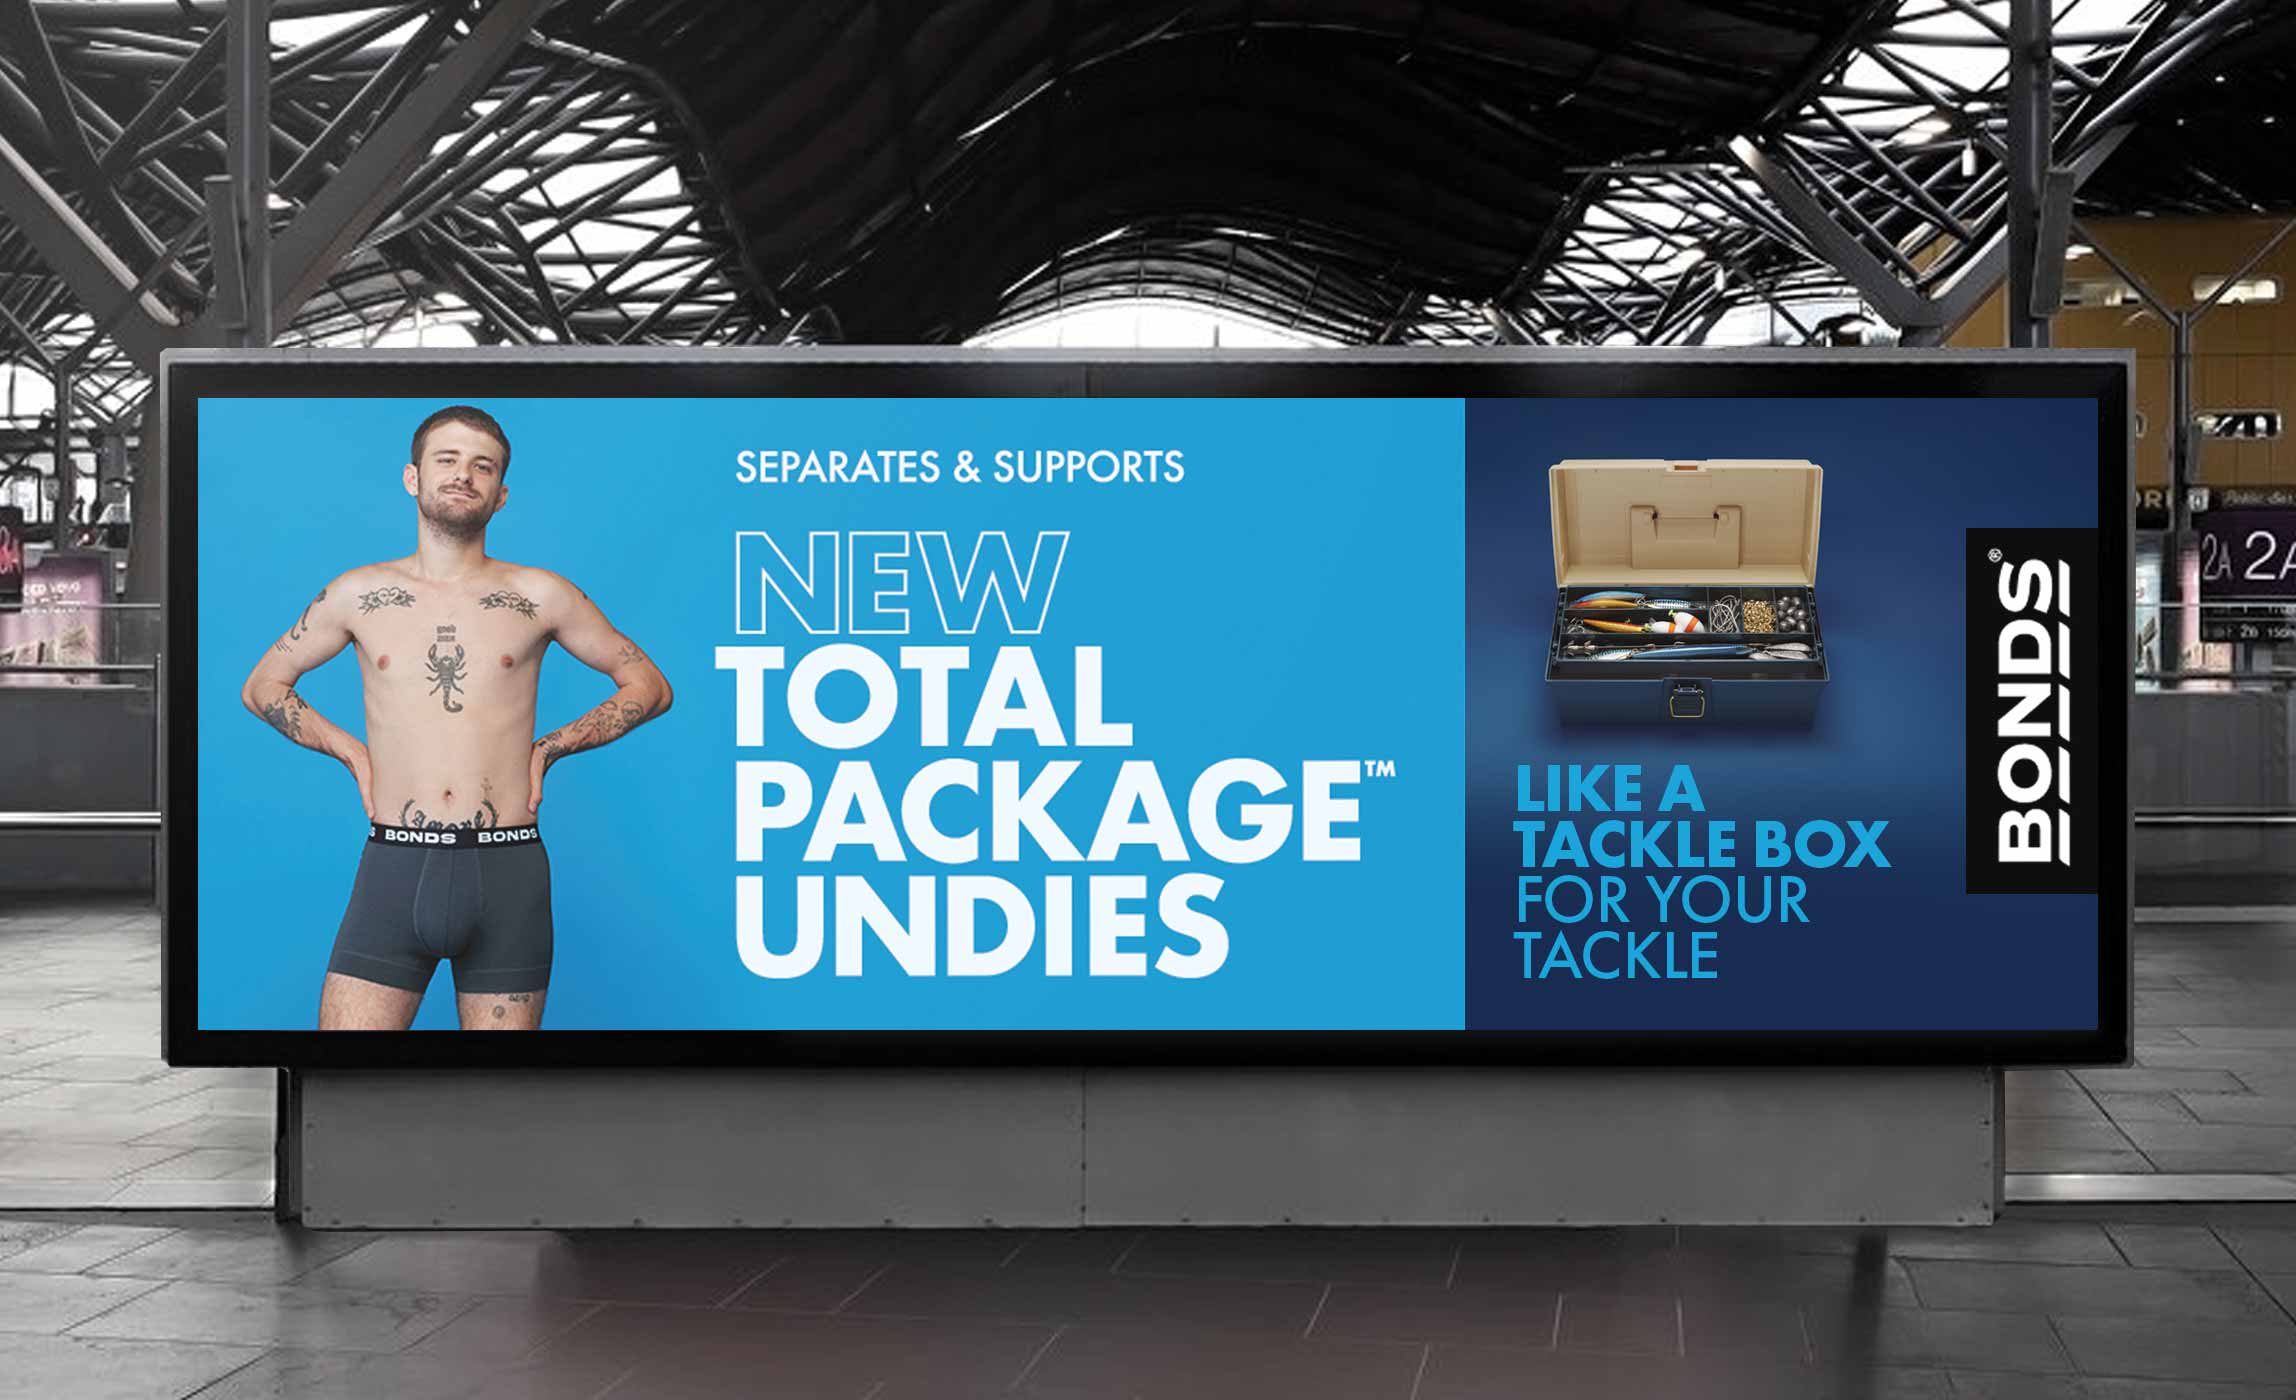 SEPARATES & SUPPORTS
NEW
TOTAL
PACKAGE™
UNDIES
BONDS BONDS
LIKE A
TACKLE BOX
FOR YOUR
TACKLE
BONDS®
2A 2A